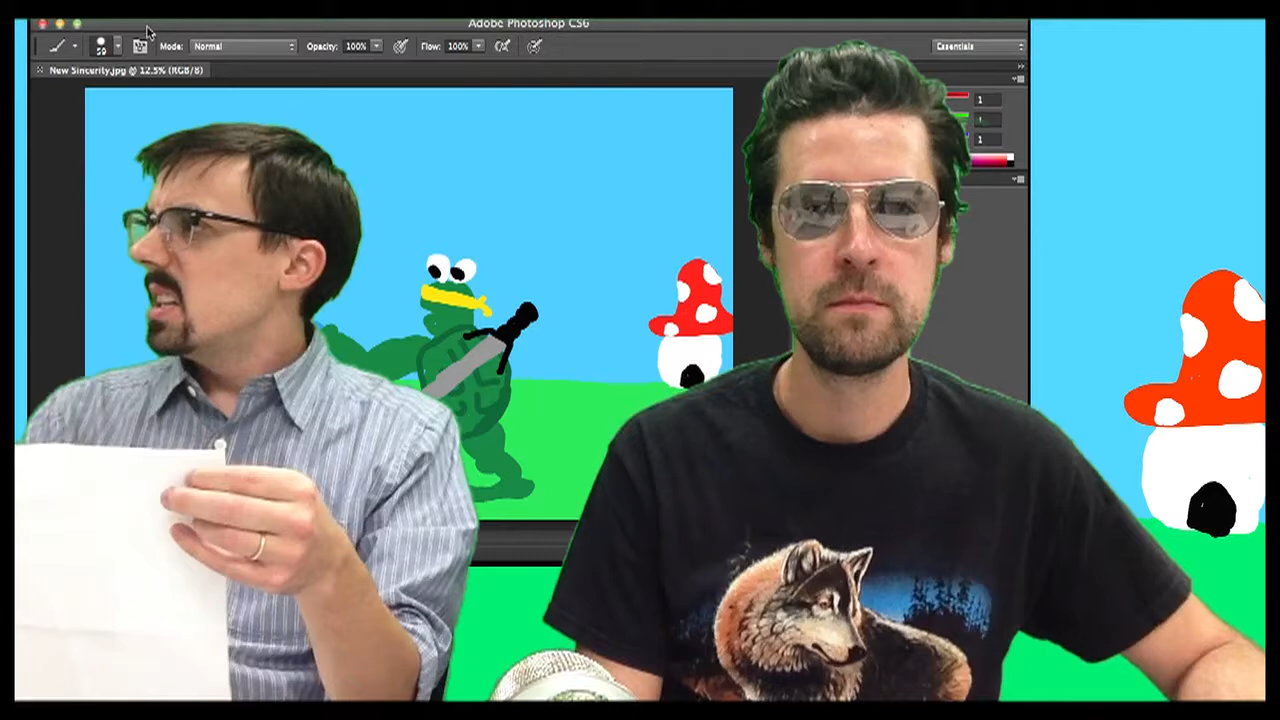 Adobe Photoshop CS6
59 Mode: Normal Opacity: 100% Flow: 100% Essentials
New Sincerity.jpg @ 12.5% (RGB/8)
1
1
1